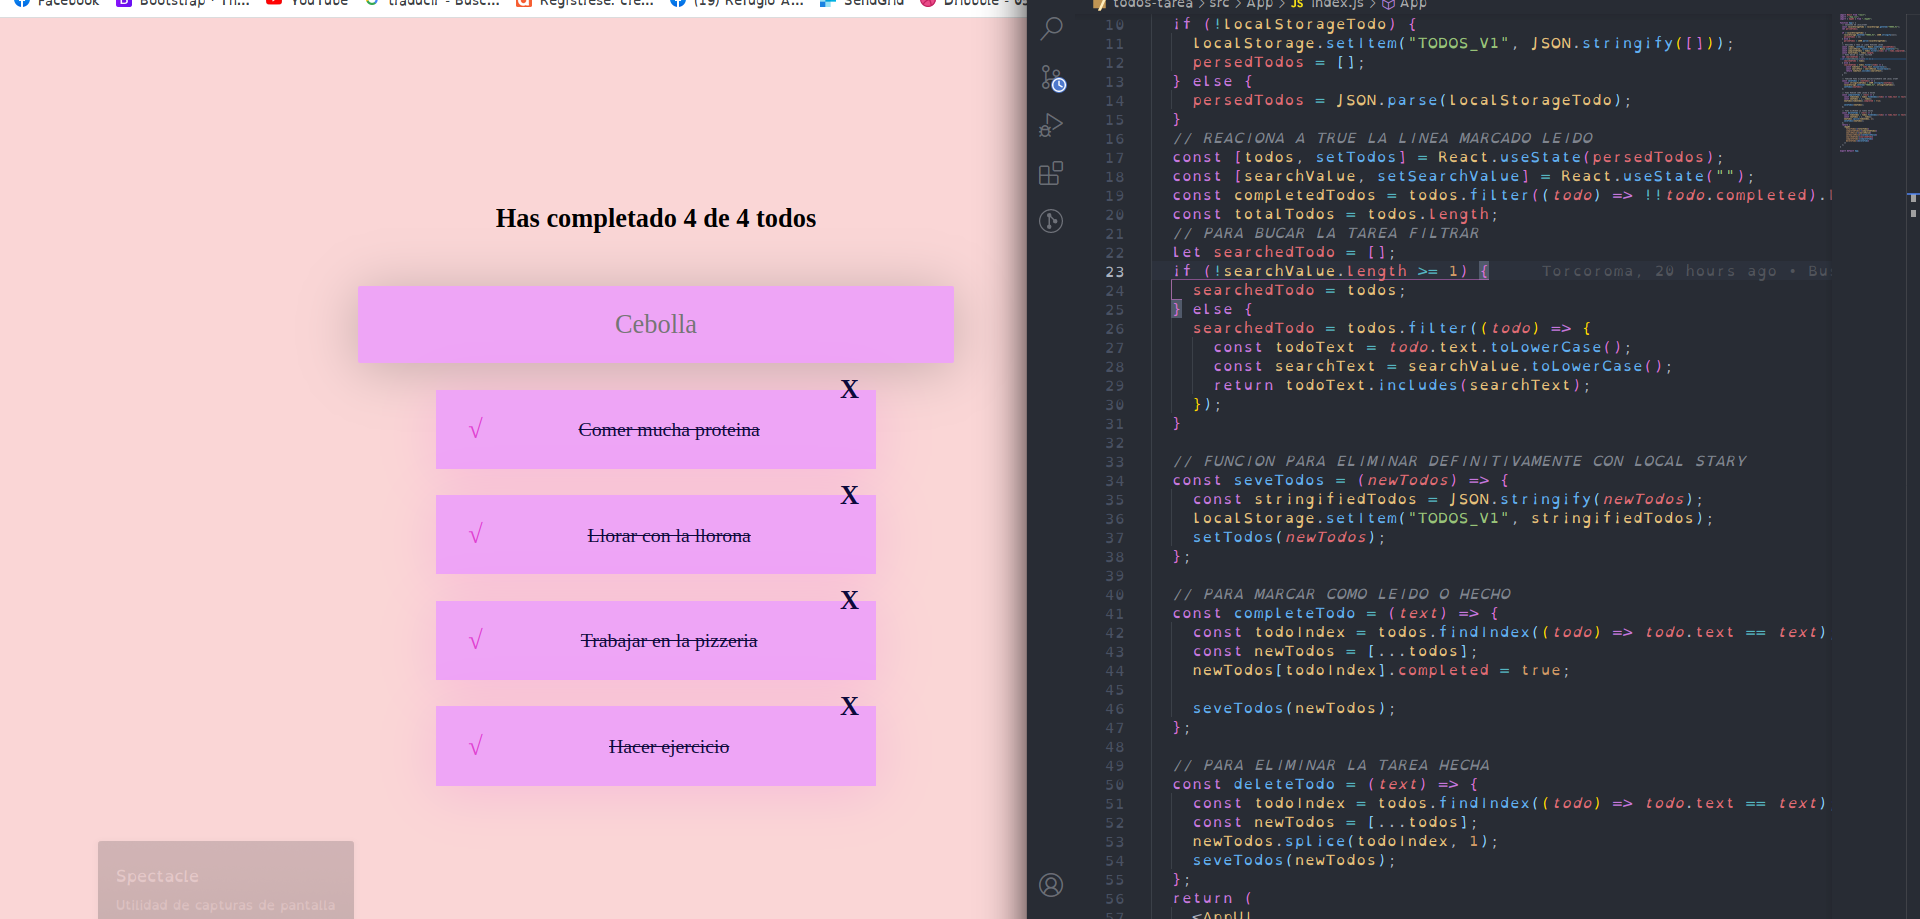 Facebook Bootstrap · Th... YouTube traducir - Busc... Regístrese: cre... (19) Refugio A... SendGrid Dribbble - Di
Has completado 4 de 4 todos
Cebolla
X
√ Comer mucha proteina
X
√ Llorar con la llorona
X
√ Trabajar en la pizzeria
X
√ Hacer ejercicio
Spectacle
Utilidad de capturas de pantalla
todos-tarea > src > App > JS index.js > App
10 if (!localStorageTodo) {
11 localStorage.setItem("TODOS_V1", JSON.stringify([]));
12 persedTodos = [];
13 } else {
14 persedTodos = JSON.parse(localStorageTodo);
15 }
16 // REACIONA A TRUE LA LINEA MARCADO LEIDO
17 const [todos, setTodos] = React.useState(persedTodos);
18 const [searchValue, setSearchValue] = React.useState("");
19 const completedTodos = todos.filter((todo) => !!todo.completed).l
20 const totalTodos = todos.length;
21 // PARA BUCAR LA TAREA FILTRAR
22 let searchedTodo = [];
23 if (!searchValue.length >= 1) { Torcoroma, 20 hours ago • Bu
24 searchedTodo = todos;
25 } else {
26 searchedTodo = todos.filter((todo) => {
27 const todoText = todo.text.toLowerCase();
28 const searchText = searchValue.toLowerCase();
29 return todoText.includes(searchText);
30 });
31 }
32
33 // FUNCION PARA ELIMINAR DEFINITIVAMENTE CON LOCAL STARY
34 const seveTodos = (newTodos) => {
35 const stringifiedTodos = JSON.stringify(newTodos);
36 localStorage.setItem("TODOS_V1", stringifiedTodos);
37 setTodos(newTodos);
38 };
39
40 // PARA MARCAR COMO LEIDO O HECHO
41 const completeTodo = (text) => {
42 const todoIndex = todos.findIndex((todo) => todo.text == text)
43 const newTodos = [...todos];
44 newTodos[todoIndex].completed = true;
45
46 seveTodos(newTodos);
47 };
48
49 // PARA ELIMINAR LA TAREA HECHA
50 const deleteTodo = (text) => {
51 const todoIndex = todos.findIndex((todo) => todo.text == text)
52 const newTodos = [...todos];
53 newTodos.splice(todoIndex, 1);
54 seveTodos(newTodos);
55 };
56 return (
57 <AppUI